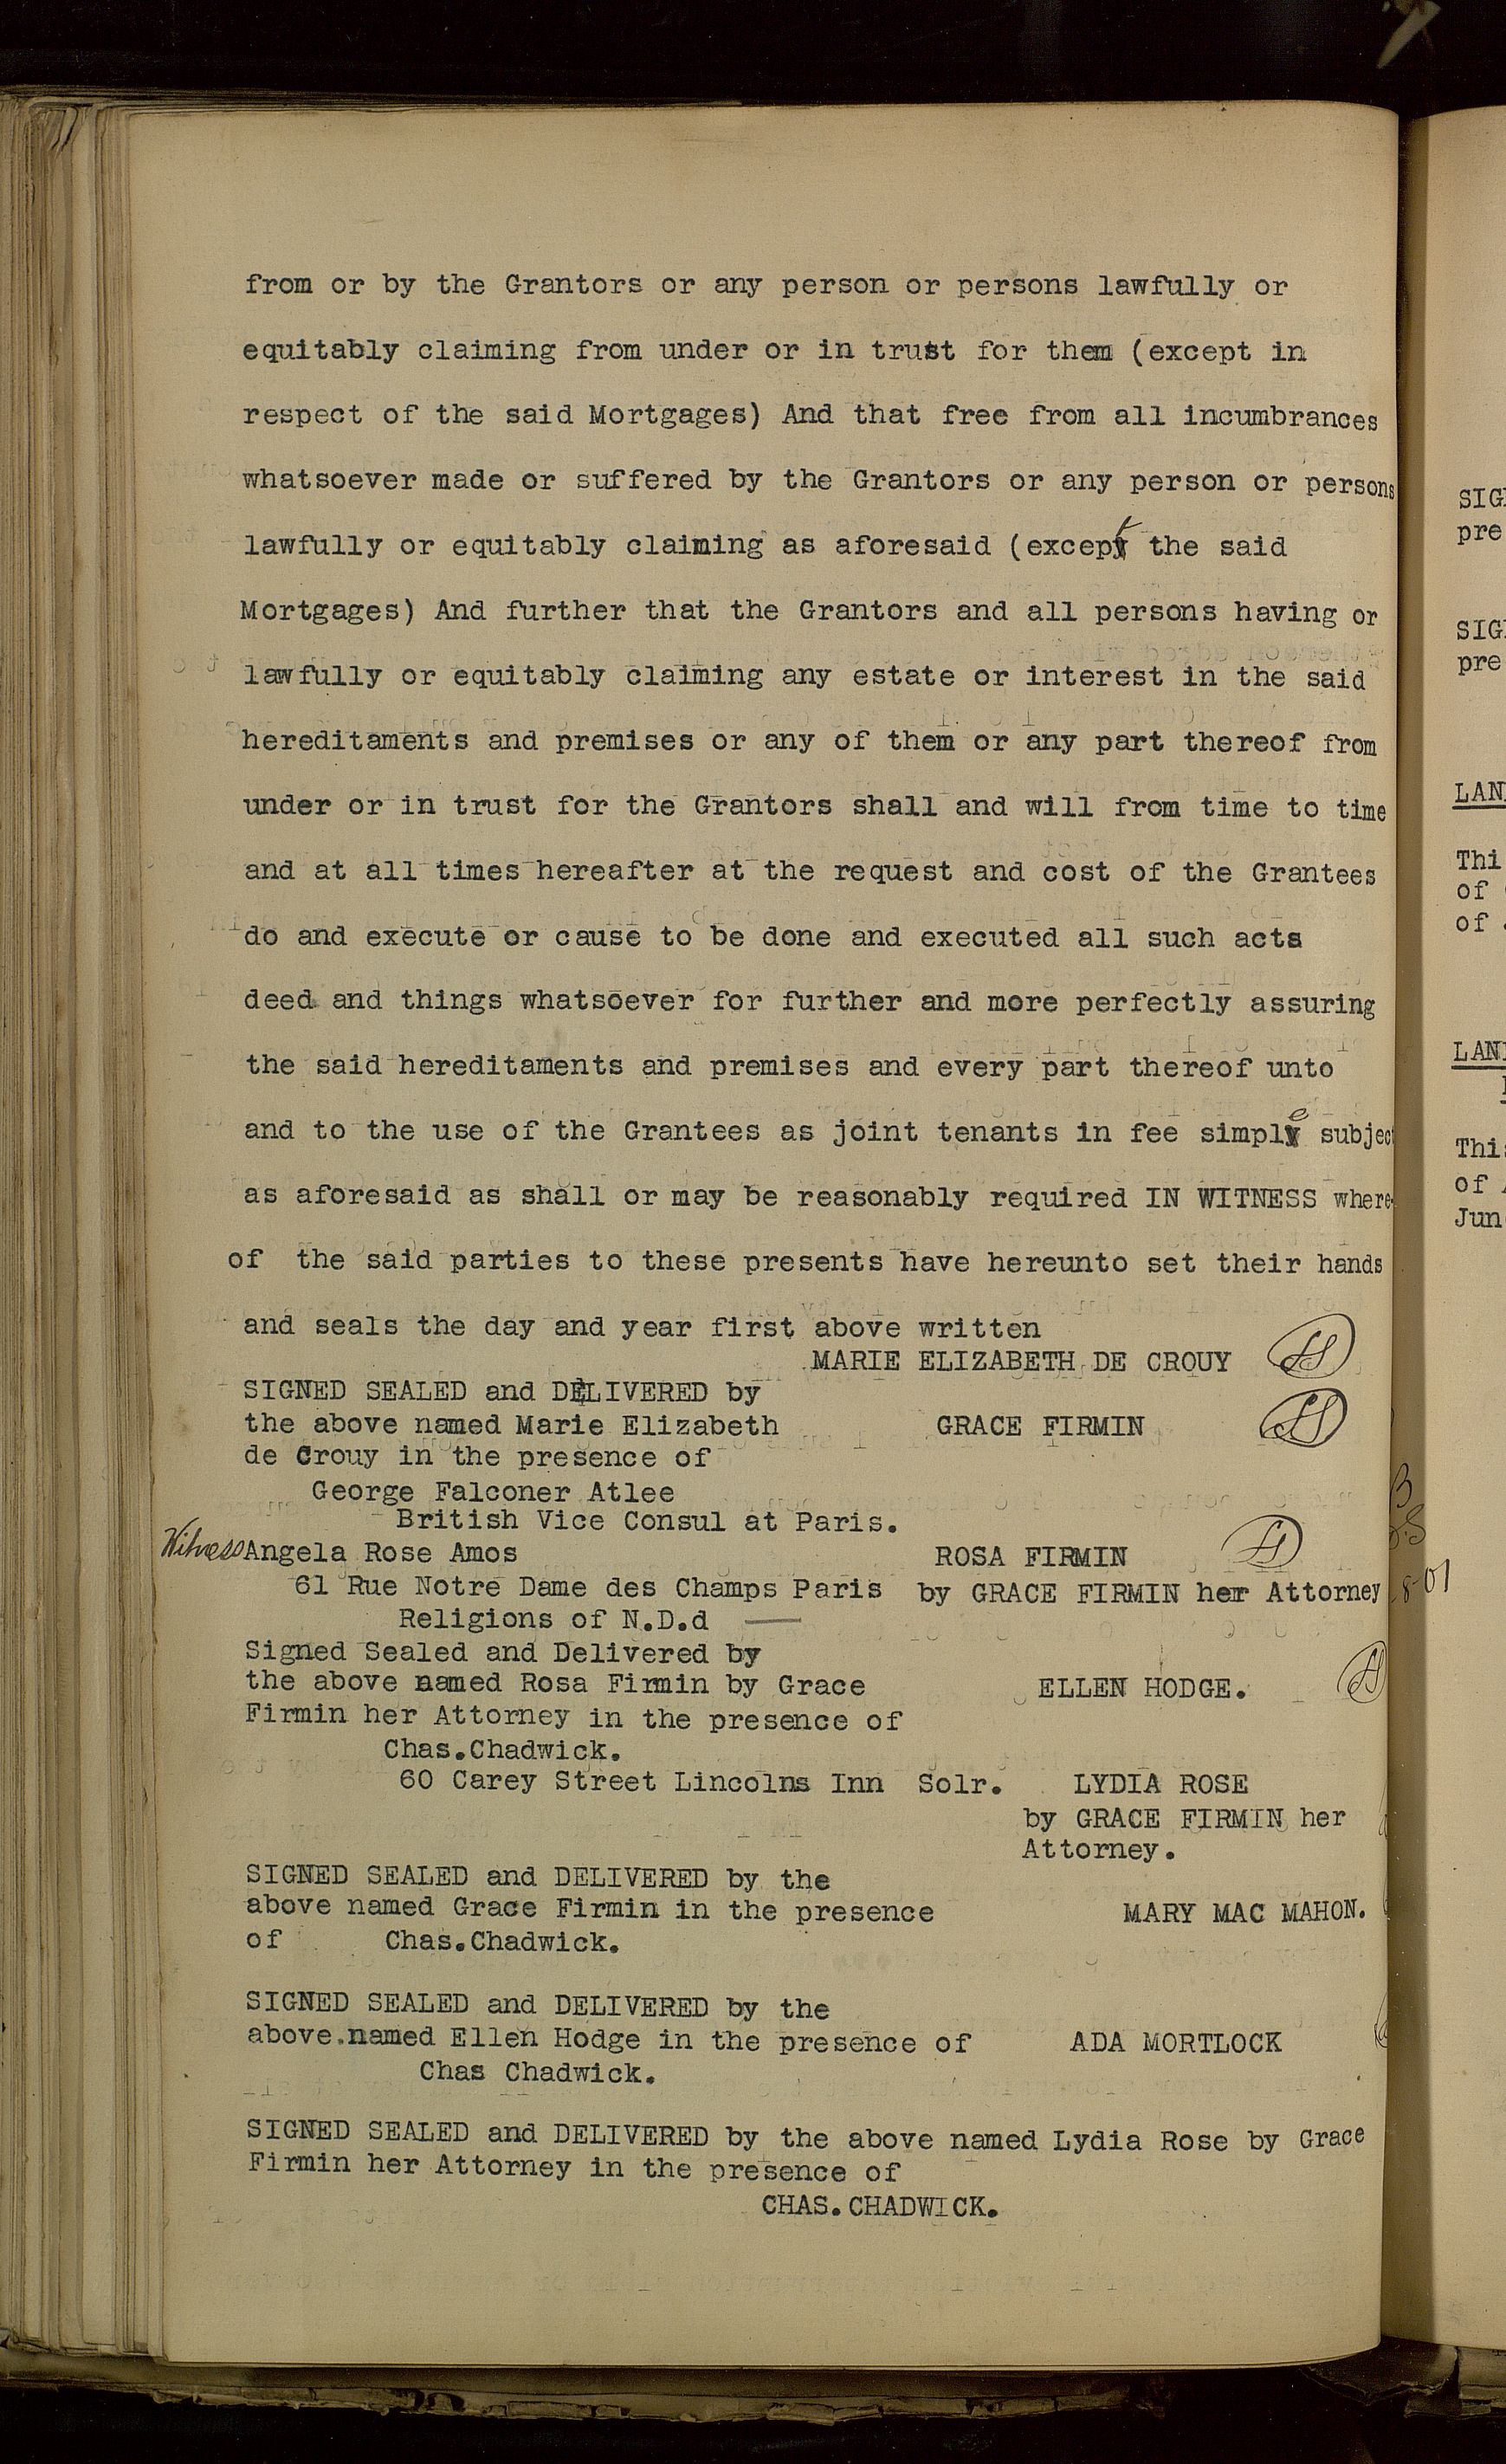 from or by the Grantors or any person or persons lawfully or
equitably claiming from under or in trust for them (except in
respect of the said Mortgages) And that free from all incumbrances
whatsoever made or suffered by the Grantors or any person or persons
lawfully or equitably claiming as aforesaid (except the said
Mortgages) And further that the Grantors and all persons having or
lawfully or equitably claiming any estate or interest in the said
hereditaments and premises or any of them or any part thereof from
under or in trust for the Grantors shall and will from time to time
and at all times hereafter at the request and cost of the Grantees
do and execute or cause to be done and executed all such acts
deed and things whatsoever for further and more perfectly assuring
the said hereditaments and premises and every part thereof unto
and to the use of the Grantees as joint tenants in fee simple subject
as aforesaid as shall or may be reasonably required IN WITNESS where-
of the said parties to these presents have hereunto set their hands
and seals the day and year first above written
MARIE ELIZABETH DE CROUY LS
SIGNED SEALED and DELIVERED by
the above named Marie Elizabeth GRACE FIRMIN LS
de Crouy in the presence of
George Falconer Atlee
British Vice Consul at Paris.
Witness Angela Rose Amos ROSA FIRMIN LS
61 Rue Notre Dame des Champs Paris by GRACE FIRMIN her Attorney
Religions of N.D.d
Signed Sealed and Delivered by
the above named Rosa Firmin by Grace ELLEN HODGE. LS
Firmin her Attorney in the presence of
Chas.Chadwick.
60 Carey Street Lincolns Inn Solr. LYDIA ROSE
by GRACE FIRMIN her
Attorney.
SIGNED SEALED and DELIVERED by the
above named Grace Firmin in the presence MARY MAC MAHON.
of Chas.Chadwick.
SIGNED SEALED and DELIVERED by the
above.named Ellen Hodge in the presence of ADA MORTLOCK
Chas Chadwick.
SIGNED SEALED and DELIVERED by the above named Lydia Rose by Grace
Firmin her Attorney in the presence of
CHAS.CHADWICK.
pre
pre
of
of
of